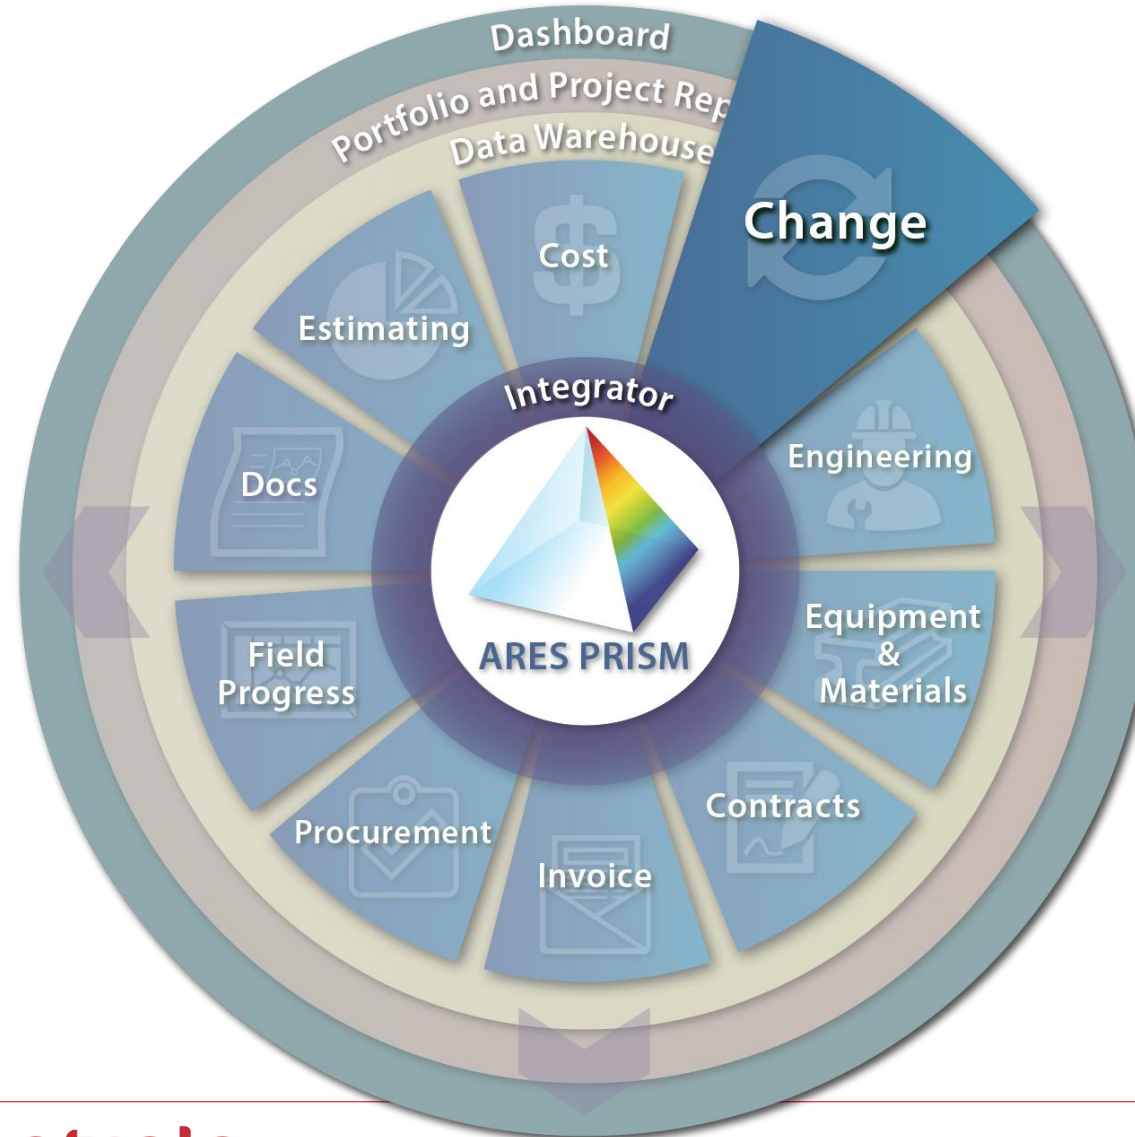 Dashboard
Portfolio and Project Rep
Data Warehouse
Change
Cost
Estimating
Integrator
Engineering
Docs
ARES PRISM
Equipment
&
Materials
Field
Progress
Contracts
Procurement
Invoice